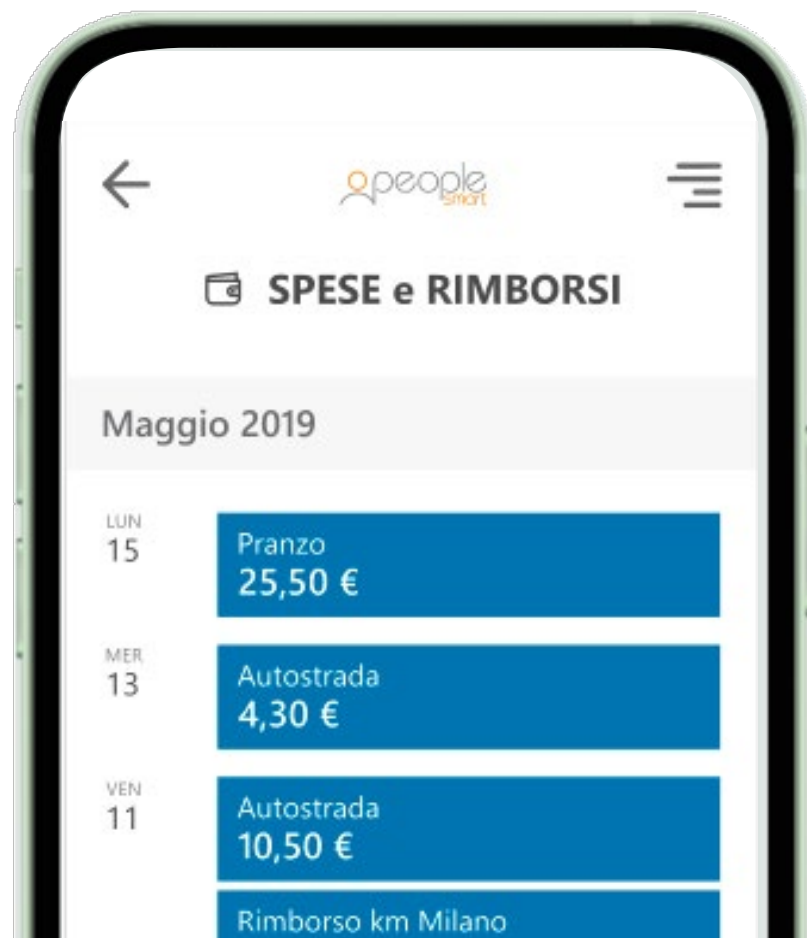 people
smart
SPESE e RIMBORSI
Maggio 2019
LUN
15
Pranzo
25,50 €
MER
13
Autostrada
4,30 €
VEN
11
Autostrada
10,50 €
Rimborso km Milano